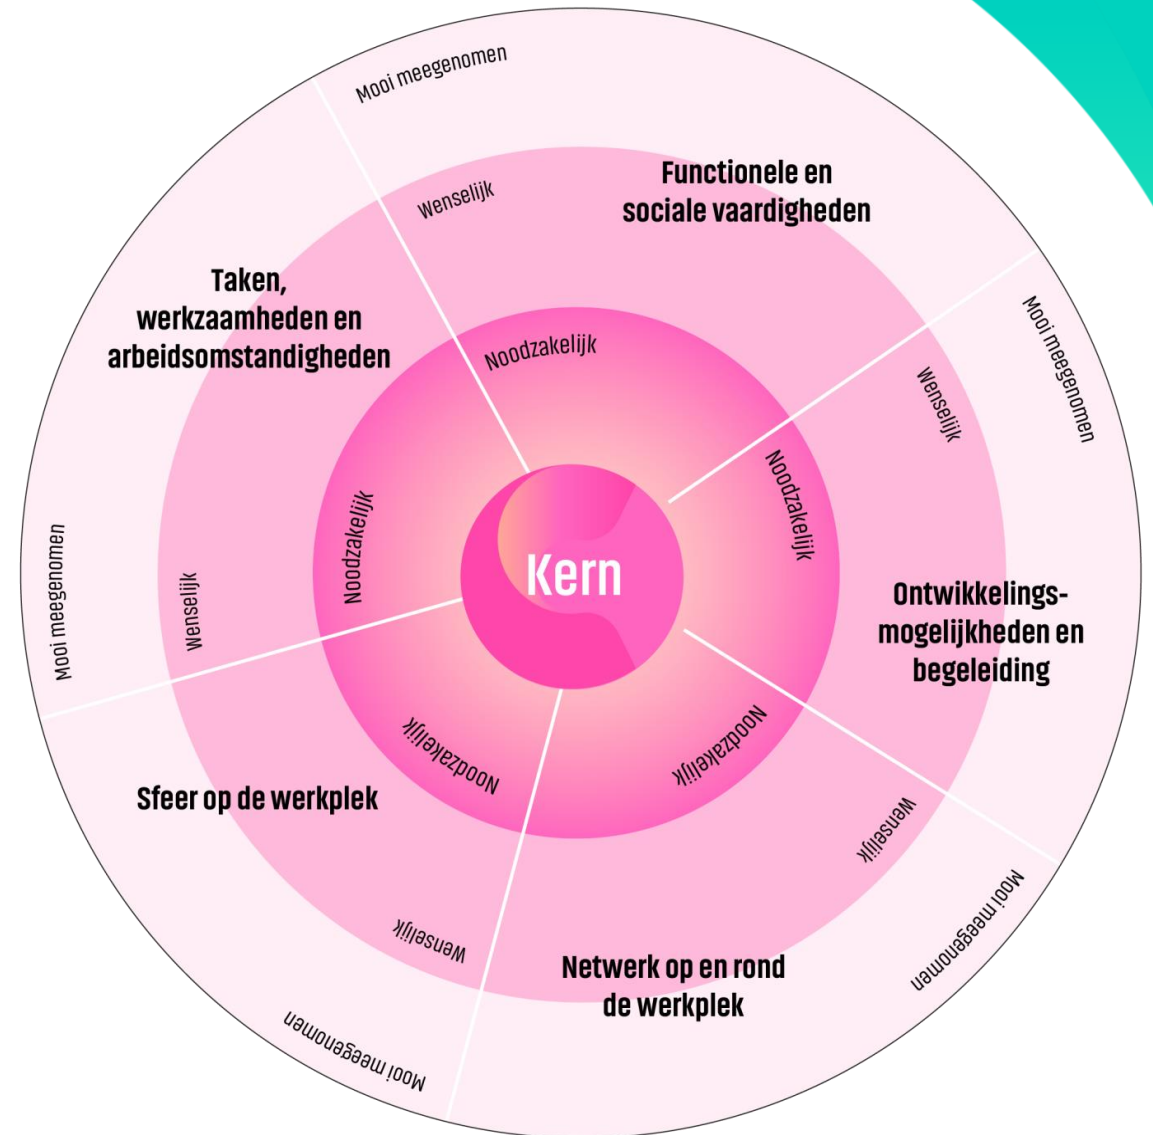 Mooi meegenomen
Wenselijk
Functionele en
sociale vaardigheden
Noodzakelijk
Taken,
werkzaamheden en
arbeidsomstandigheden
Mooi meegenomen
Wenselijk
Noodzakelijk
Mooi meegenomen
Wenselijk
Noodzakelijk
Kern
Ontwikkelings-
mogelijkheden en
begeleiding
Noodzakelijk
Wenselijk
Mooi meegenomen
Netwerk op en rond
de werkplek
Noodzakelijk
Sfeer op de werkplek
Wenselijk
Mooi meegenomen